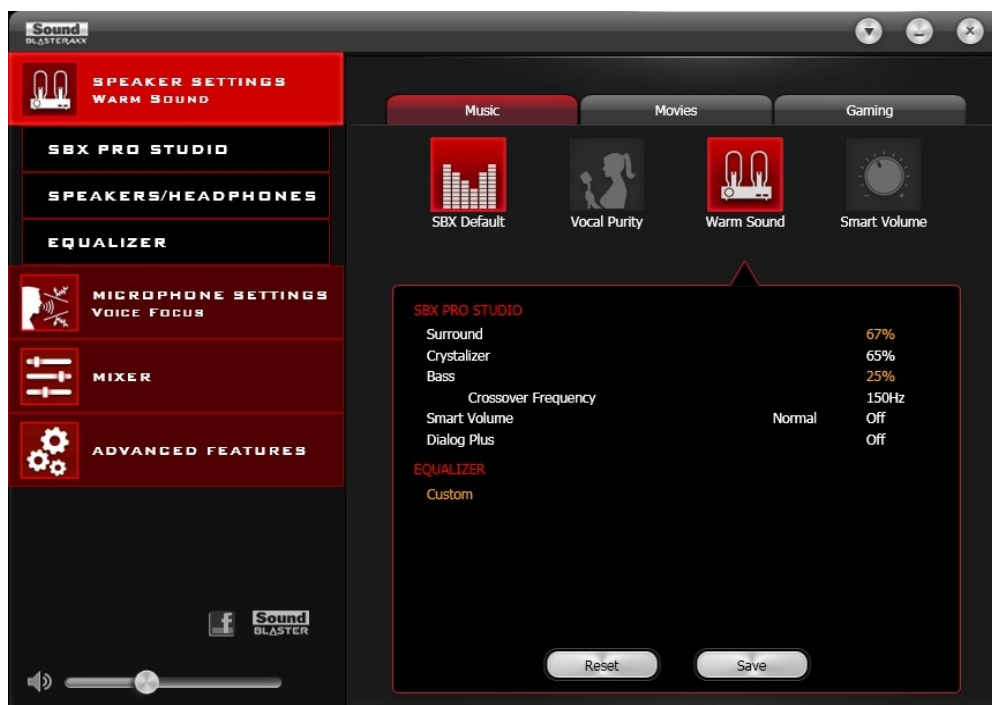 Sound
BLASTERAXX
SPEAKER SETTINGS
WARM SOUND
SBX PRO STUDIO
SPEAKERS/HEADPHONES
EQUALIZER
MICROPHONE SETTINGS
VOICE FOCUS
MIXER
ADVANCED FEATURES
f Sound
BLASTER
Music Movies Gaming
SBX Default Vocal Purity Warm Sound Smart Volume
SBX PRO STUDIO
Surround 67%
Crystalizer 65%
Bass 25%
Crossover Frequency 150Hz
Smart Volume Normal Off
Dialog Plus Off
EQUALIZER
Custom
Reset Save